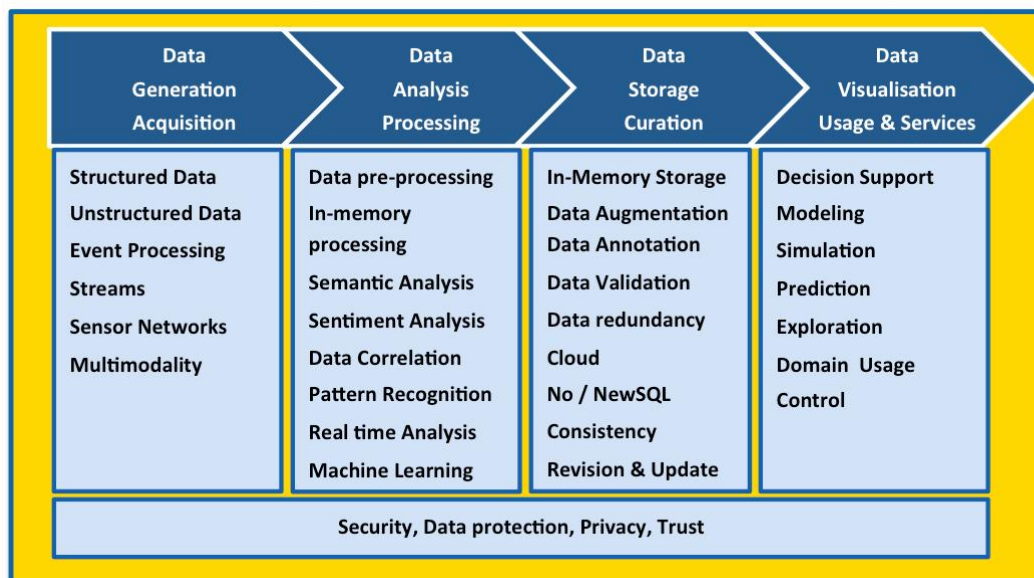 Data
Generation
Acquisition
Data
Analysis
Processing
Data
Storage
Curation
Data
Visualisation
Usage & Services
Structured Data
Unstructured Data
Event Processing
Streams
Sensor Networks
Multimodality
Data pre-processing
In-memory
processing
Semantic Analysis
Sentiment Analysis
Data Correlation
Pattern Recognition
Real time Analysis
Machine Learning
In-Memory Storage
Data Augmentation
Data Annotation
Data Validation
Data redundancy
Cloud
No / NewSQL
Consistency
Revision & Update
Decision Support
Modeling
Simulation
Prediction
Exploration
Domain Usage
Control
Security, Data protection, Privacy, Trust